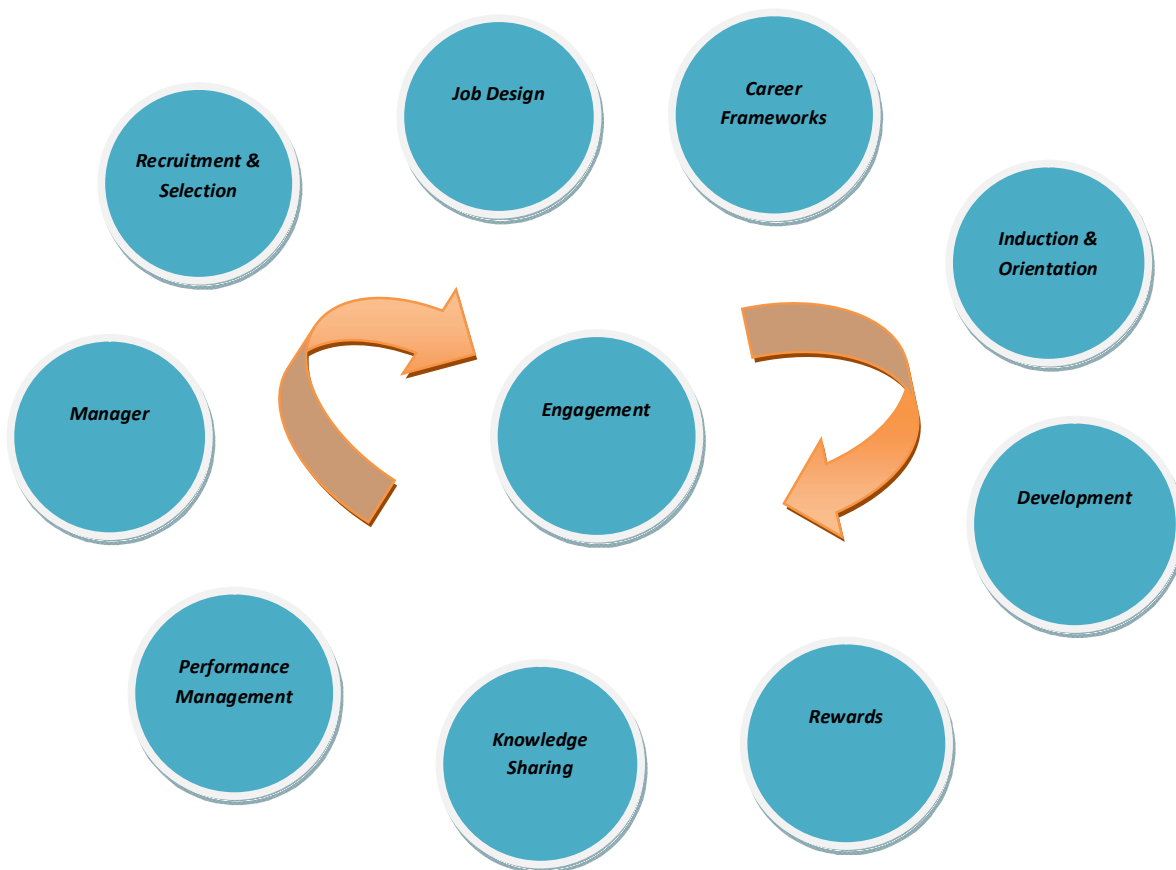 Job Design
Career
Frameworks
Recruitment &
Selection
Induction &
Orientation
Manager
Engagement
Development
Performance
Management
Knowledge
Sharing
Rewards